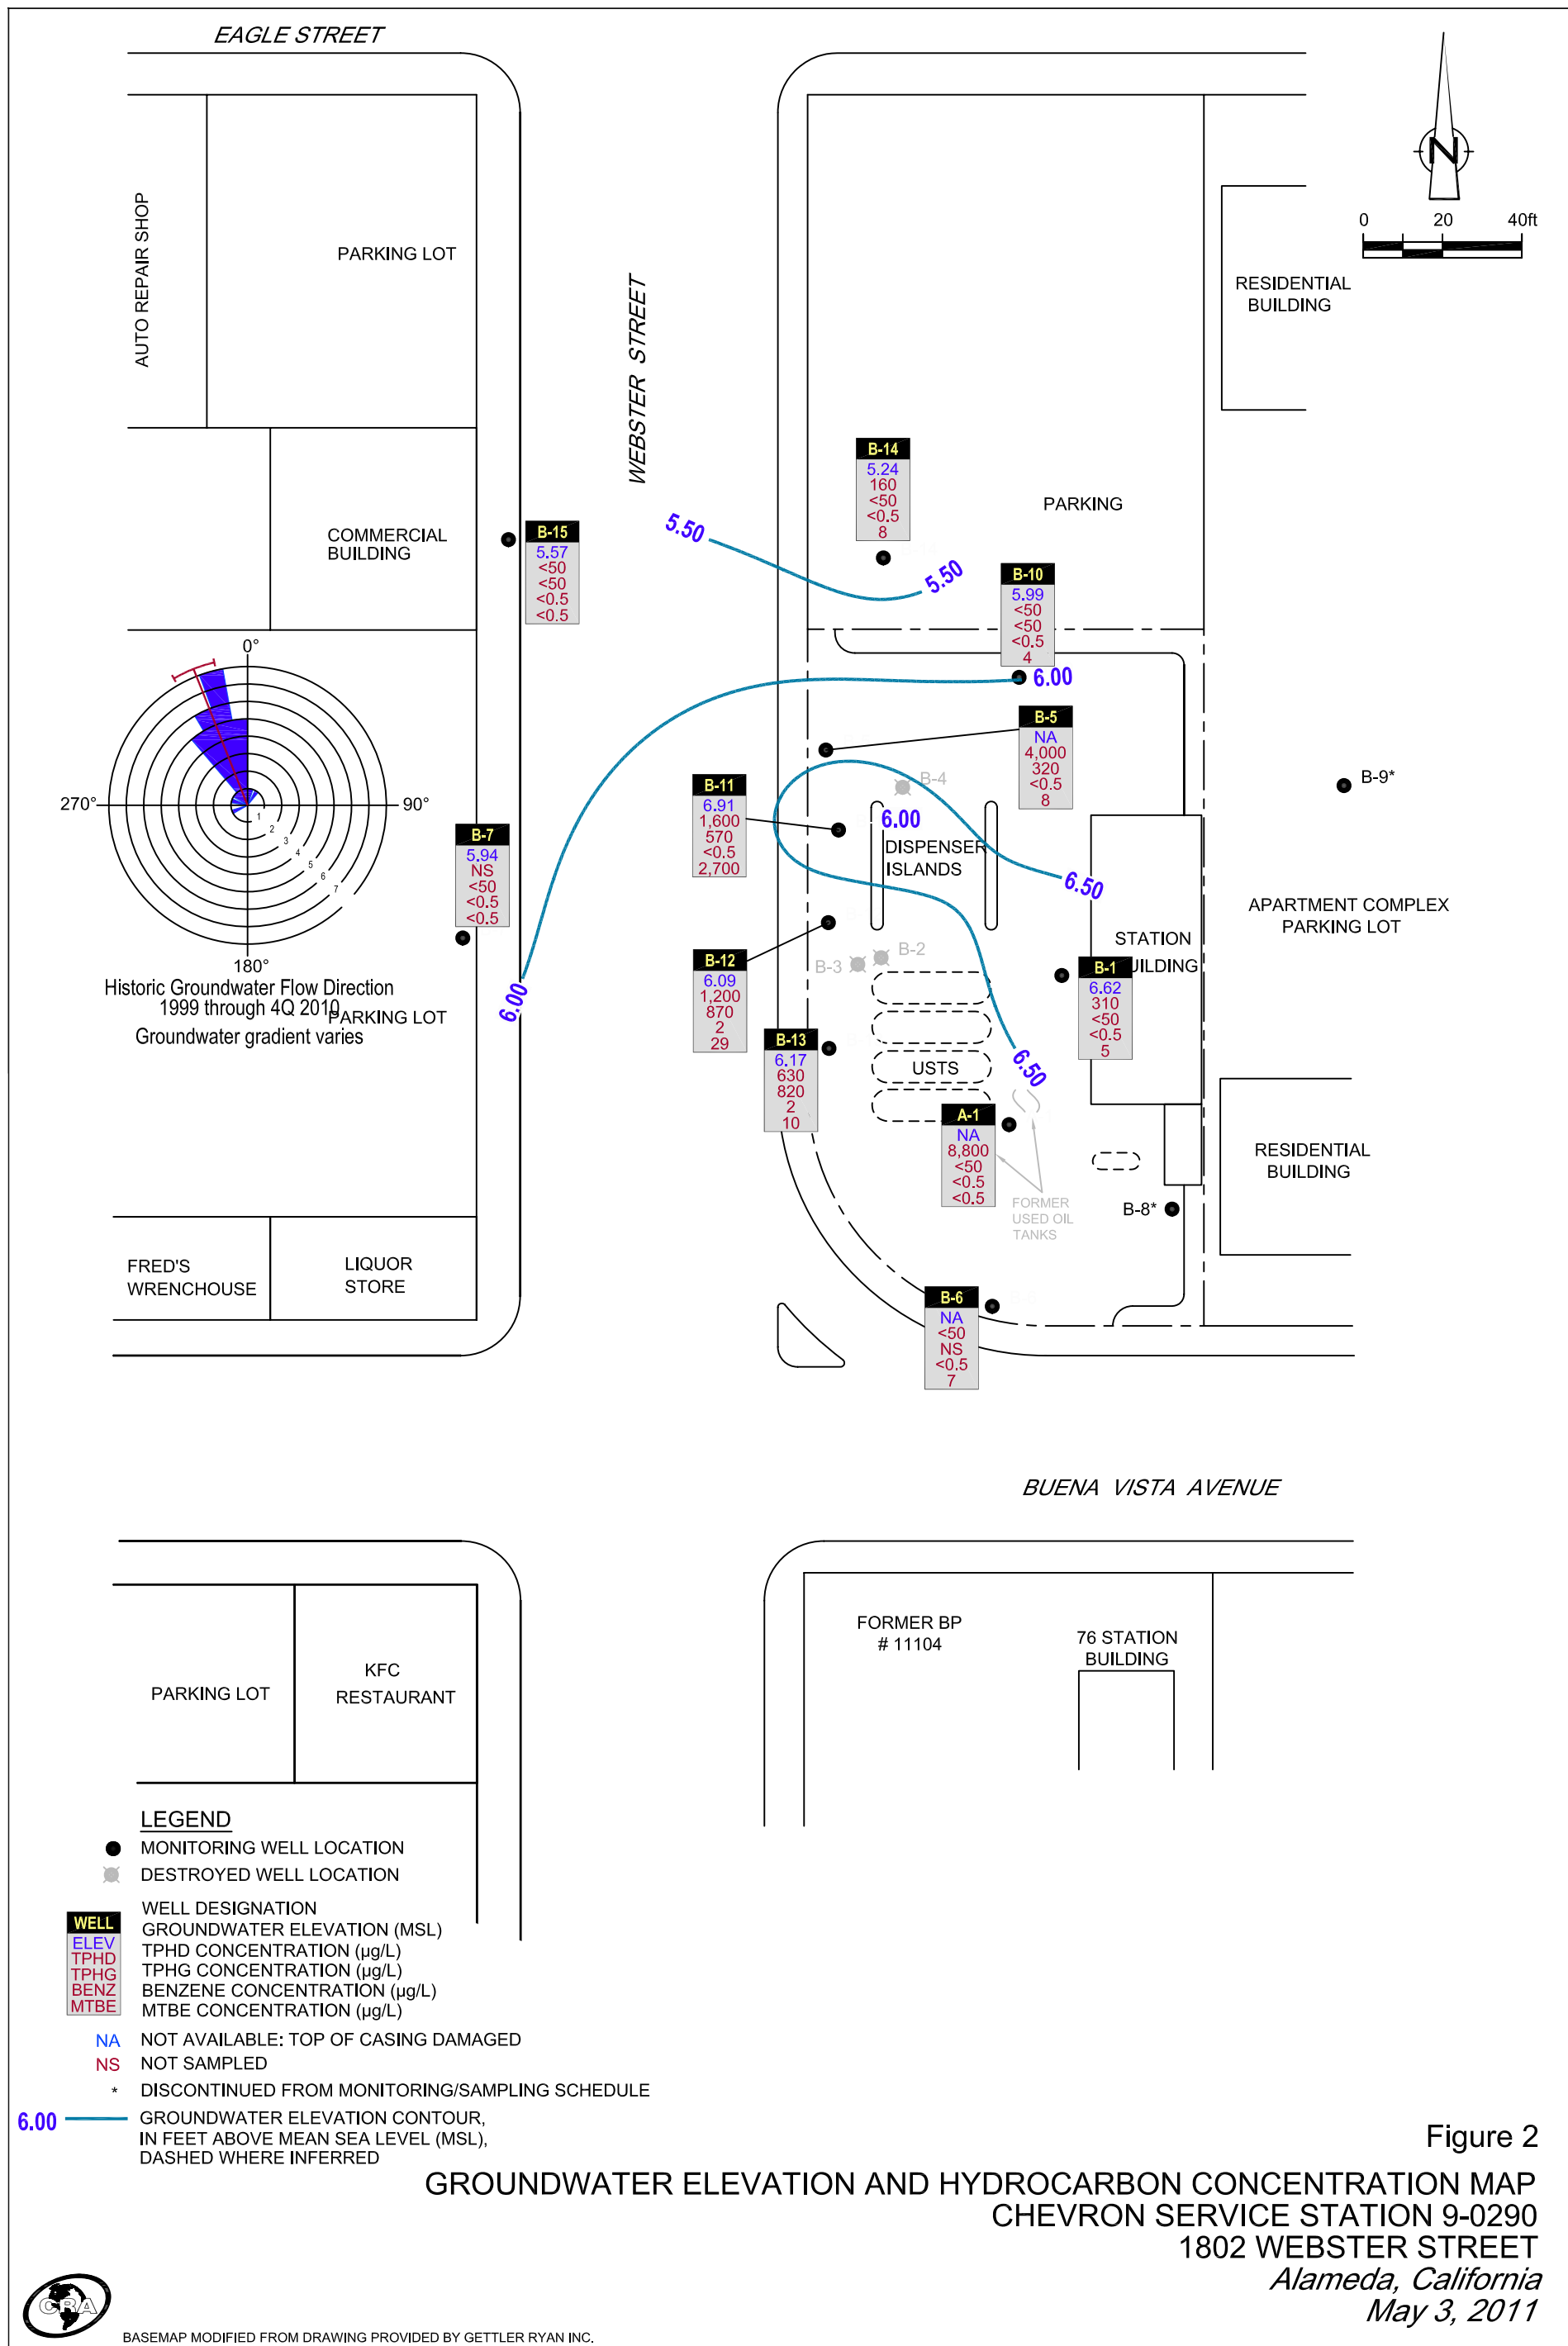 EAGLE STREET
N
0 20 40ft
AUTO REPAIR SHOP
PARKING LOT
WEBSTER STREET
RESIDENTIAL
BUILDING
B-14
5.24
160
<50
<0.5
8
PARKING
COMMERCIAL
BUILDING
B-15
5.57
<50
<50
<0.5
<0.5
5.50
5.50
B-10
5.99
<50
<50
<0.5
4
6.00
0°
90°
180°
270°
1
2
3
4
5
6
7
Historic Groundwater Flow Direction
1999 through 4Q 2010
Groundwater gradient varies
PARKING LOT
B-7
5.94
NS
<50
<0.5
<0.5
6.00
B-5
NA
4,000
320
<0.5
8
B-4
B-11
6.91
1,600
570
<0.5
2,700
6.00
DISPENSER
ISLANDS
6.50
B-9*
APARTMENT COMPLEX
PARKING LOT
STATION
UILDING
B-12
6.09
1,200
870
2
29
B-3
B-2
B-1
6.62
310
<50
<0.5
5
B-13
6.17
630
820
2
10
USTS
6.50
A-1
NA
8,800
<50
<0.5
<0.5
FORMER
USED OIL
TANKS
B-8*
RESIDENTIAL
BUILDING
FRED'S
WRENCHOUSE
LIQUOR
STORE
B-6
NA
<50
NS
<0.5
7
BUENA VISTA AVENUE
PARKING LOT
KFC
RESTAURANT
FORMER BP
# 11104
76 STATION
BUILDING
LEGEND
MONITORING WELL LOCATION
DESTROYED WELL LOCATION
WELL WELL DESIGNATION
ELEV GROUNDWATER ELEVATION (MSL)
TPHD TPHD CONCENTRATION (µg/L)
TPHG TPHG CONCENTRATION (µg/L)
BENZ BENZENE CONCENTRATION (µg/L)
MTBE MTBE CONCENTRATION (µg/L)
NA NOT AVAILABLE: TOP OF CASING DAMAGED
NS NOT SAMPLED
* DISCONTINUED FROM MONITORING/SAMPLING SCHEDULE
6.00 GROUNDWATER ELEVATION CONTOUR,
IN FEET ABOVE MEAN SEA LEVEL (MSL),
DASHED WHERE INFERRED
Figure 2
GROUNDWATER ELEVATION AND HYDROCARBON CONCENTRATION MAP
CHEVRON SERVICE STATION 9-0290
1802 WEBSTER STREET
Alameda, California
May 3, 2011
CRA
BASEMAP MODIFIED FROM DRAWING PROVIDED BY GETTLER RYAN INC.